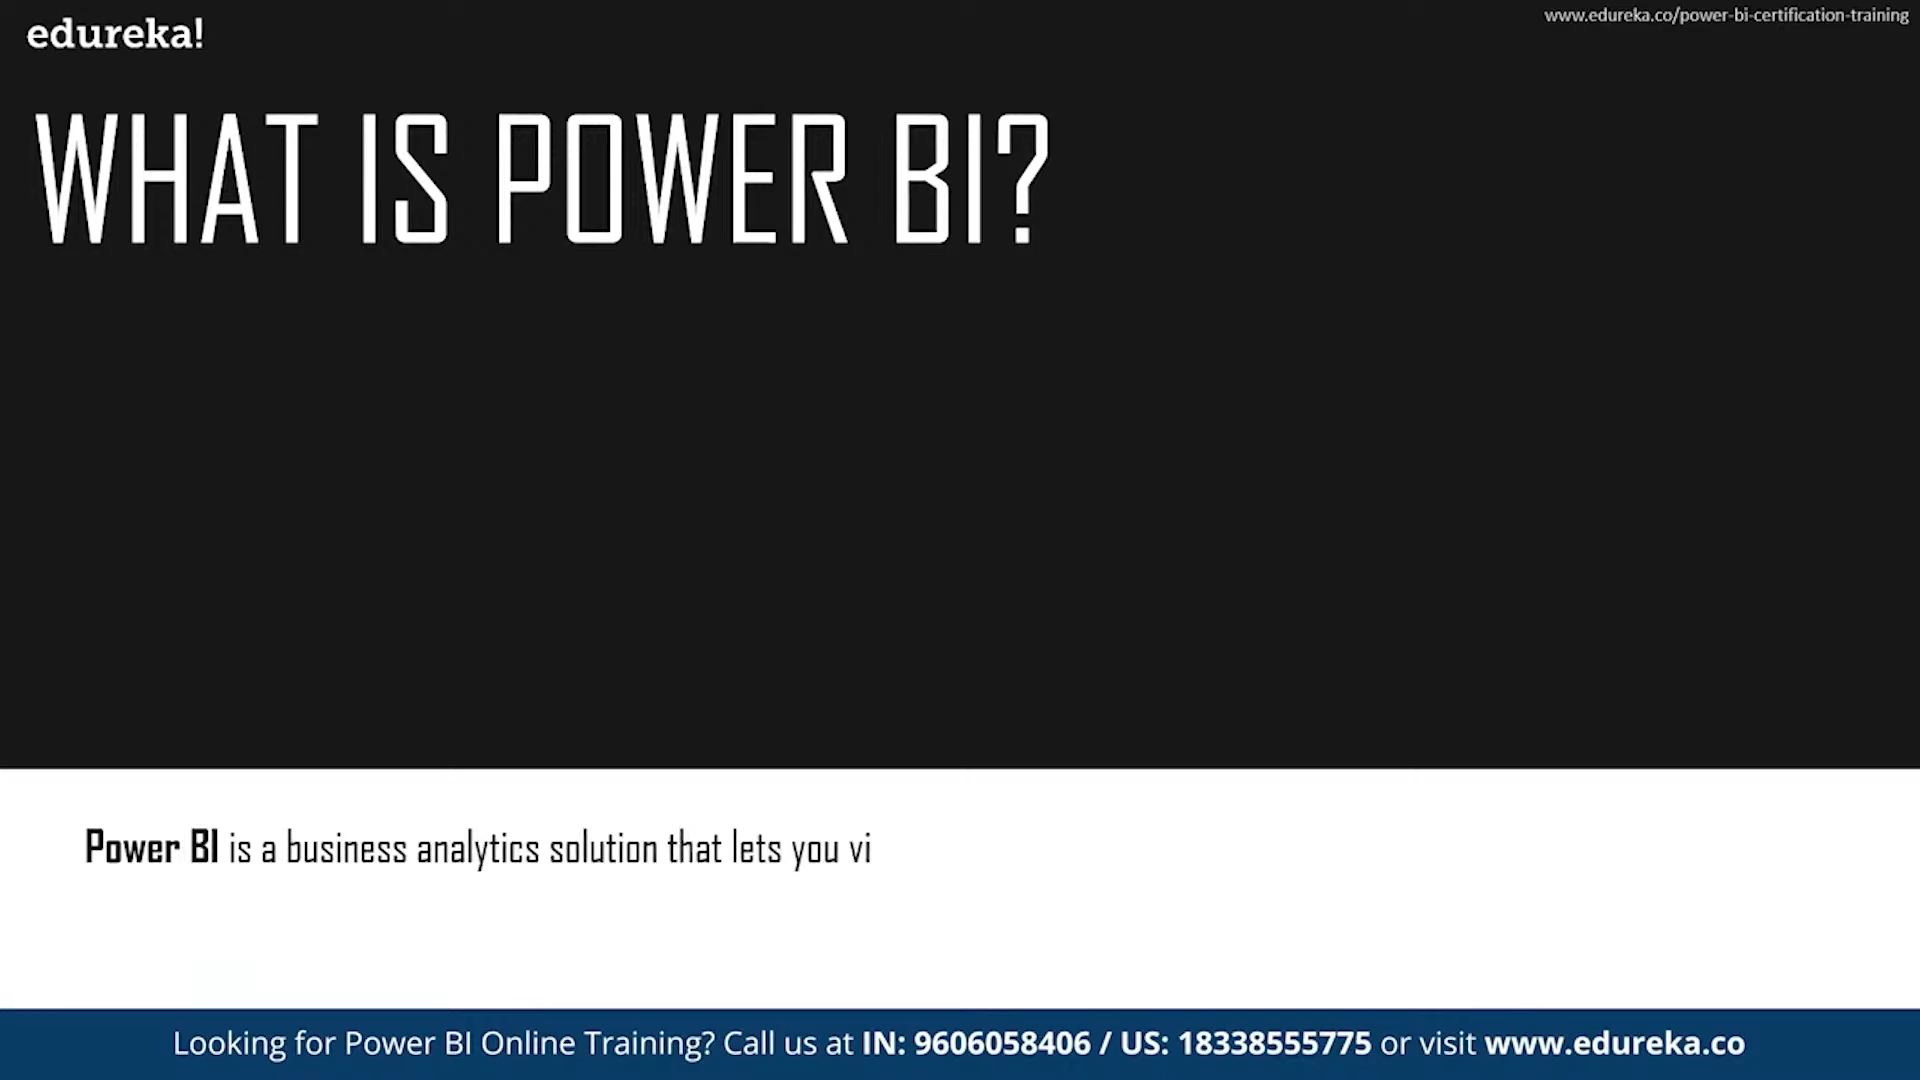 edureka!
www.edureka.co/power-bi-certification-training
WHAT IS POWER BI?
Power BI is a business analytics solution that lets you vi
Looking for Power BI Online Training? Call us at IN: 9606058406 / US: 18338555775 or visit www.edureka.co